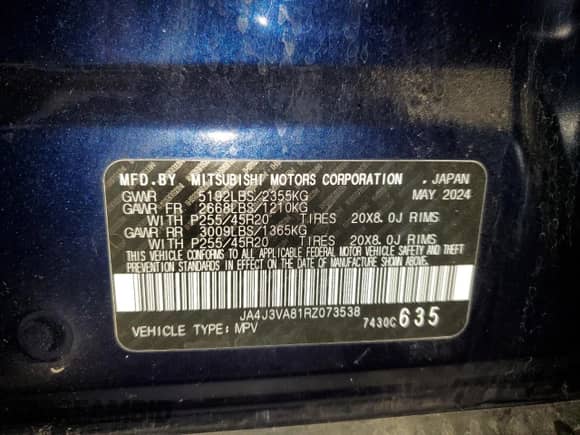 MFD.BY MITSUBISHI MOTORS CORPORATION . JAPAN
GVWR 5192LBS/2355KG MAY 2024
GAWR FR 2668LBS/1210KG
WITH P255/45R20 TIRES 20X8.0J RIMS
GAWR RR 3009LBS/1365KG
WITH P255/45R20 TIRES 20X8.0J RIMS
THIS VEHICLE CONFORMS TO ALL APPLICABLE FEDERAL MOTOR VEHICLE SAFETY AND
THEFT PREVENTION STANDARDS IN EFFECT ON THE DATE OF MANUFACTURE SHOWN ABOVE.
JA4J3VA81RZ073538
VEHICLE TYPE: MPV 7430C 635